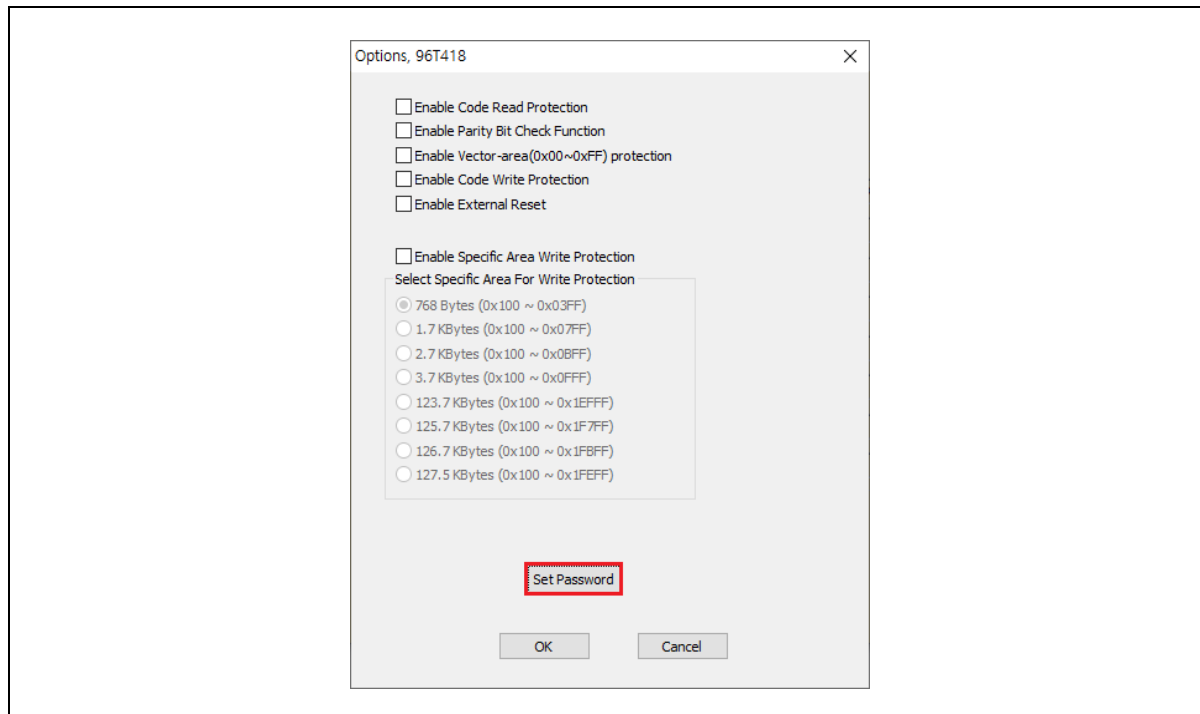 Options, 96T418
Enable Code Read Protection
Enable Parity Bit Check Function
Enable Vector-area(0x00~0xFF) protection
Enable Code Write Protection
Enable External Reset
Enable Specific Area Write Protection
Select Specific Area For Write Protection
768 Bytes (0x100 ~ 0x03FF)
1.7 KBytes (0x100 ~ 0x07FF)
2.7 KBytes (0x100 ~ 0x0BFF)
3.7 KBytes (0x100 ~ 0x0FFF)
123.7 KBytes (0x100 ~ 0x1EFFF)
125.7 KBytes (0x100 ~ 0x1F7FF)
126.7 KBytes (0x100 ~ 0x1FBFF)
127.5 KBytes (0x100 ~ 0x1FEFF)
Set Password
OK Cancel